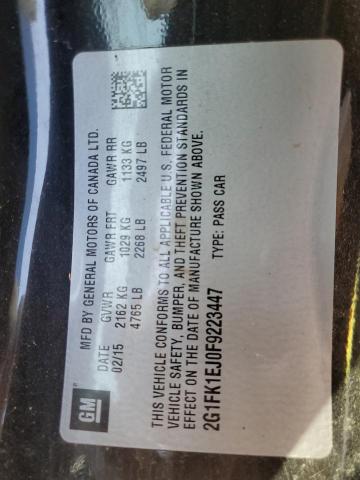 MFD BY GENERAL MOTORS OF CANADA LTD.
DATE GVWR GAWR FRT GAWR RR
02/15 2162 KG 1029 KG 1133 KG
4765 LB 2268 LB 2497 LB
THIS VEHICLE CONFORMS TO ALL APPLICABLE U.S. FEDERAL MOTOR
VEHICLE SAFETY, BUMPER, AND THEFT PREVENTION STANDARDS IN
EFFECT ON THE DATE OF MANUFACTURE SHOWN ABOVE.
2G1FK1EJ0F9223447 TYPE: PASS CAR
GM